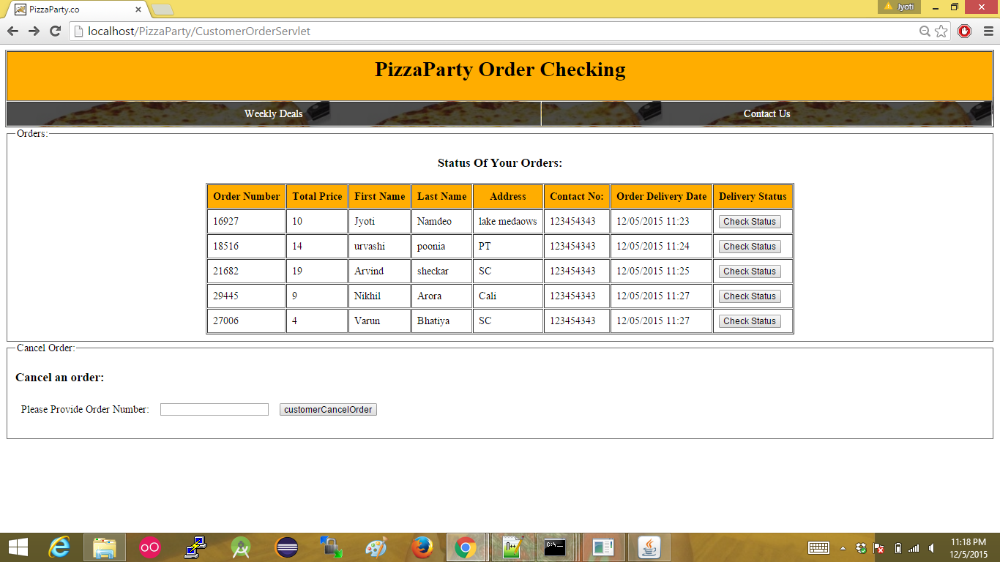 PizzaParty.co
Jyoti
localhost/PizzaParty/CustomerOrderServlet
PizzaParty Order Checking
Weekly Deals Contact Us
Orders:
Status Of Your Orders:
Order Number Total Price First Name Last Name Address Contact No: Order Delivery Date Delivery Status
16927 10 Jyoti Namdeo lake medaows 123454343 12/05/2015 11:23 Check Status
18516 14 urvashi poonia PT 123454343 12/05/2015 11:24 Check Status
21682 19 Arvind sheckar SC 123454343 12/05/2015 11:25 Check Status
29445 9 Nikhil Arora Cali 123454343 12/05/2015 11:27 Check Status
27006 4 Varun Bhatiya SC 123454343 12/05/2015 11:27 Check Status
Cancel Order:
Cancel an order:
Please Provide Order Number: customerCancelOrder
11:18 PM
12/5/2015